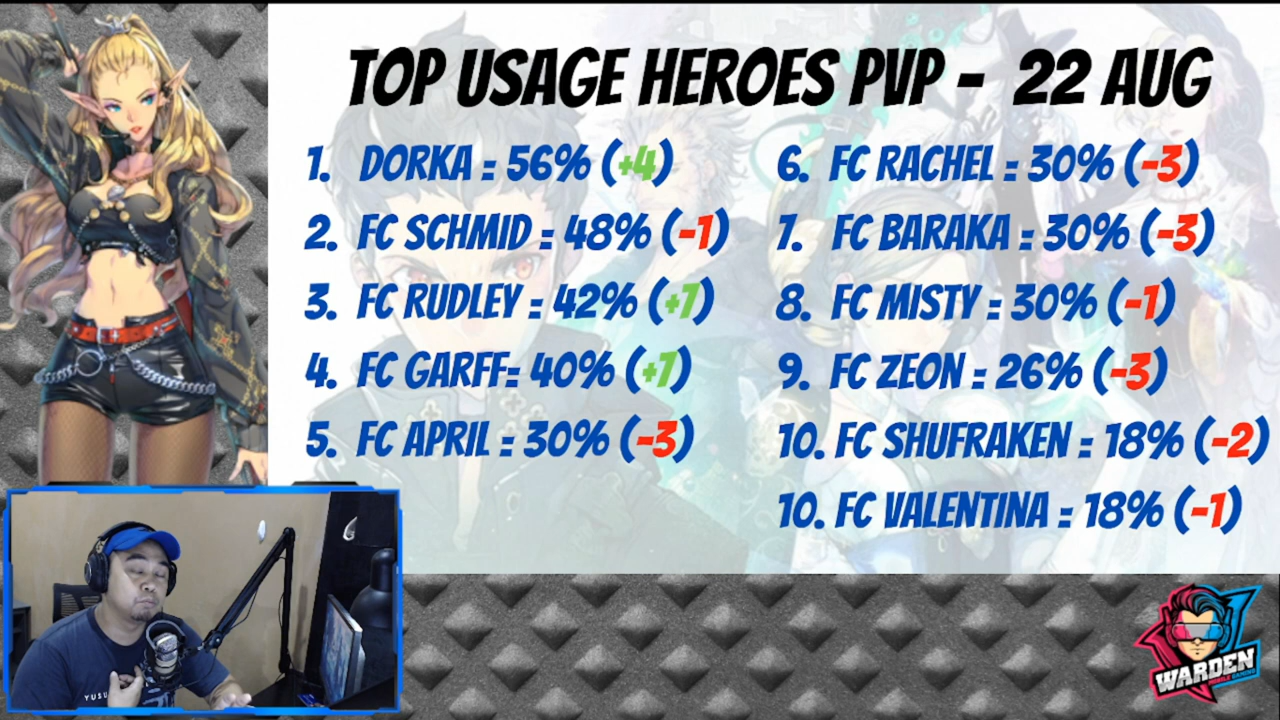 TOP USAGE HEROES PVP - 22 AUG
1. DORKA = 56% (+4)
2. FC SCHMID = 48% (-1)
3. FC RUDLEY = 42% (+7)
4. FC GARFF= 40% (+7)
5. FC APRIL = 30% (-3)
6. FC RACHEL = 30% (-3)
7. FC BARAKA = 30% (-3)
8. FC MISTY = 30% (-1)
9. FC ZEON = 26% (-3)
10. FC SHUFRAKEN = 18% (-2)
10. FC VALENTINA = 18% (-1)
YUSU
WARDEN
MOBILE GAMING